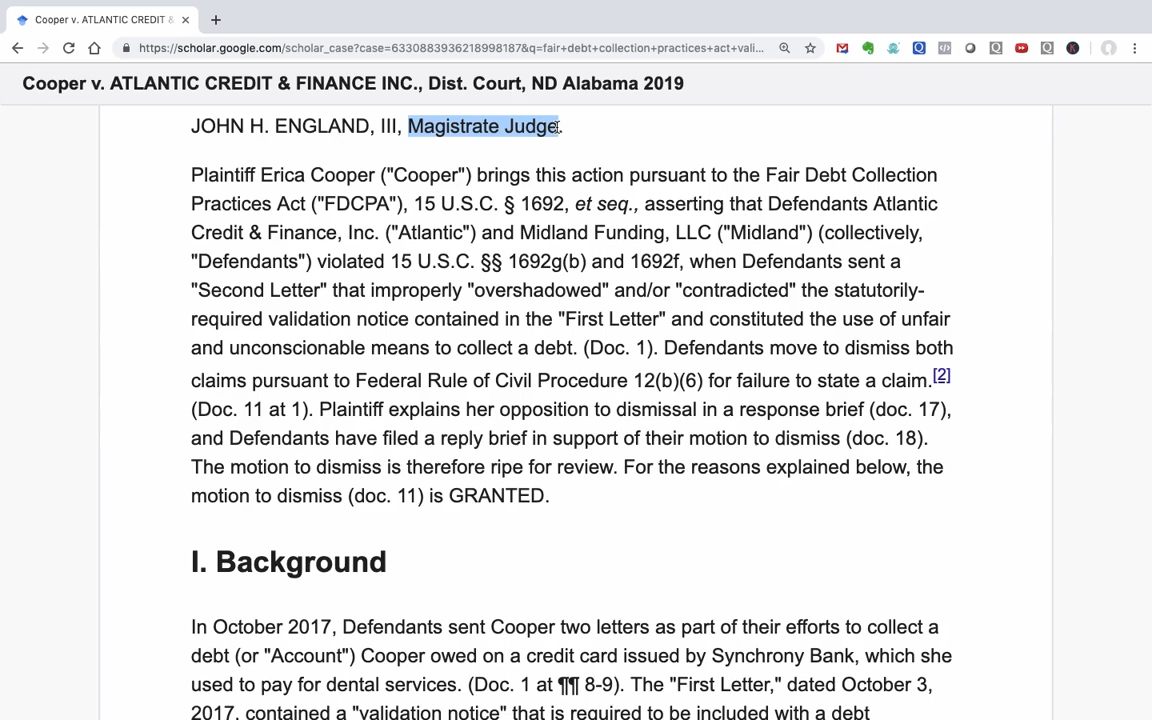 Cooper v. ATLANTIC CREDIT &
https://scholar.google.com/scholar_case?case=6330883936218998187&q=fair+debt+collection+practices+act+vali...
Cooper v. ATLANTIC CREDIT & FINANCE INC., Dist. Court, ND Alabama 2019
JOHN H. ENGLAND, III, Magistrate Judge.
Plaintiff Erica Cooper ("Cooper") brings this action pursuant to the Fair Debt Collection
Practices Act ("FDCPA"), 15 U.S.C. § 1692, et seq., asserting that Defendants Atlantic
Credit & Finance, Inc. ("Atlantic") and Midland Funding, LLC ("Midland") (collectively,
"Defendants") violated 15 U.S.C. §§ 1692g(b) and 1692f, when Defendants sent a
"Second Letter" that improperly "overshadowed" and/or "contradicted" the statutorily-
required validation notice contained in the "First Letter" and constituted the use of unfair
and unconscionable means to collect a debt. (Doc. 1). Defendants move to dismiss both
claims pursuant to Federal Rule of Civil Procedure 12(b)(6) for failure to state a claim.[2]
(Doc. 11 at 1). Plaintiff explains her opposition to dismissal in a response brief (doc. 17),
and Defendants have filed a reply brief in support of their motion to dismiss (doc. 18).
The motion to dismiss is therefore ripe for review. For the reasons explained below, the
motion to dismiss (doc. 11) is GRANTED.
I. Background
In October 2017, Defendants sent Cooper two letters as part of their efforts to collect a
debt (or "Account") Cooper owed on a credit card issued by Synchrony Bank, which she
used to pay for dental services. (Doc. 1 at ¶¶ 8-9). The "First Letter," dated October 3,
2017, contained a "validation notice" that is required to be included with a debt